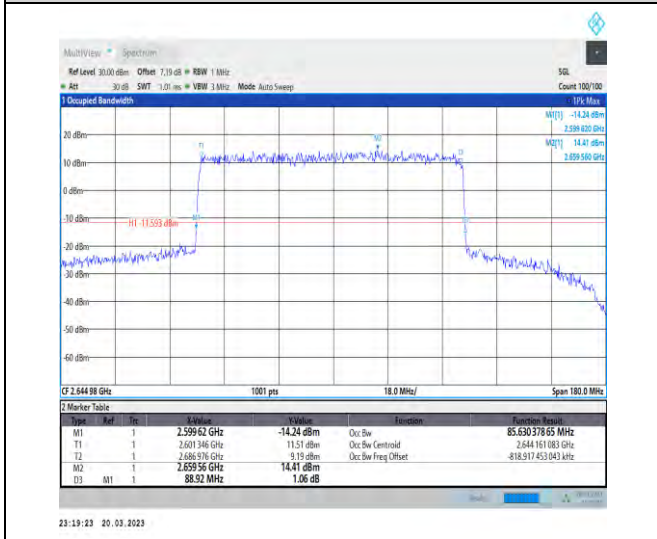 MultiView Spectrum
Ref Level 30.00 dBm Offset 7.19 dB RBW 1 MHz SGL
Att 30 dB SWT 1.01 ms VBW 3 MHz Mode Auto Sweep Count 100/100
1 Occupied Bandwidth 1Pk Max
M1[1] -14.24 dBm
2.599 620 GHz
M2[1] 14.41 dBm
2.659 560 GHz
20 dBm
T1 M2 T2
10 dBm
0 dBm
-10 dBm
H1 -11.593 dBm
M1
-20 dBm
-30 dBm
-40 dBm
-50 dBm
-60 dBm
CF 2.644 98 GHz 1001 pts 18.0 MHz/ Span 180.0 MHz
2 Marker Table
Type Ref Trc X-Value Y-Value Function Function Result
M1 1 2.599 62 GHz -14.24 dBm Occ Bw 85.630 378 65 MHz
T1 1 2.601 346 GHz 11.51 dBm Occ Bw Centroid 2.644 161 083 GHz
T2 1 2.686 976 GHz 9.19 dBm Occ Bw Freq Offset -818.917 453 043 kHz
M2 1 2.659 56 GHz 14.41 dBm
D3 M1 1 88.92 MHz 1.06 dB
23:19:23 20.03.2023